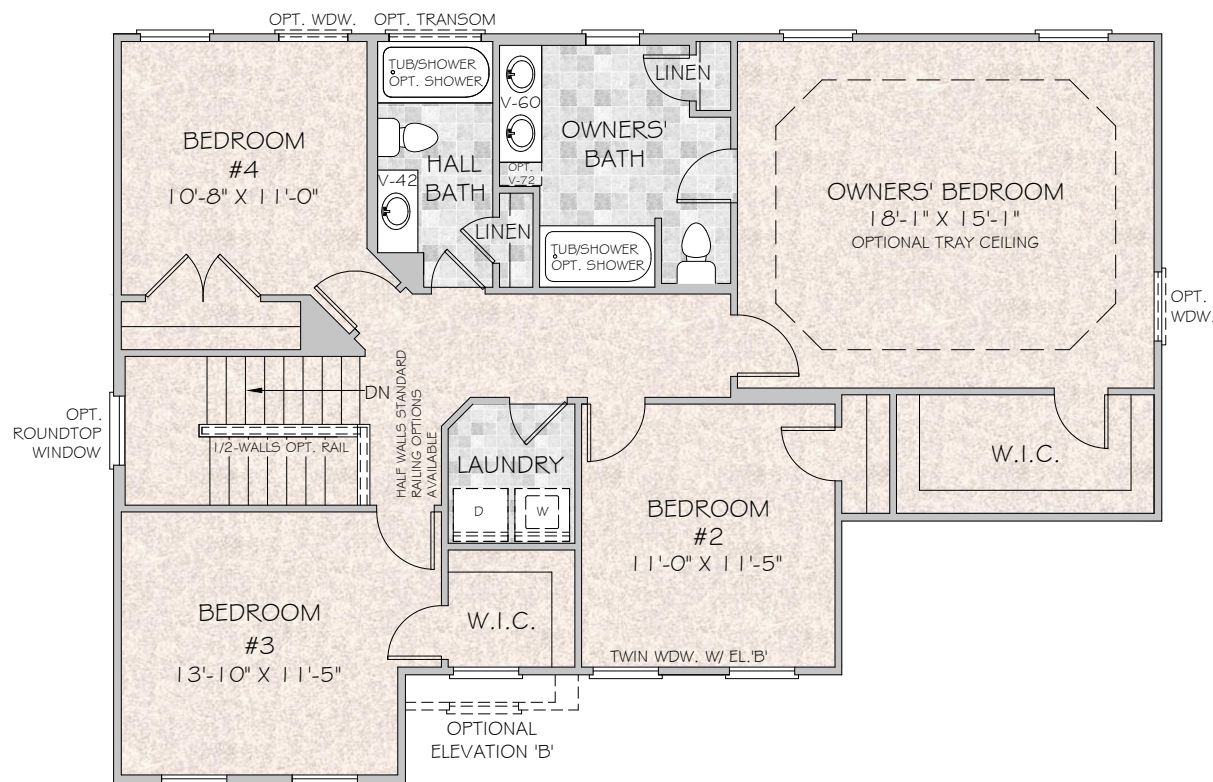 OPT. WDW.
OPT. TRANSOM
TUB/SHOWER
OPT. SHOWER
LINEN
V-60
OWNERS'
BATH
BEDROOM
#4
10'-8" X 11'-0"
HALL
BATH
V-42
OPT.
V-72
OWNERS' BEDROOM
18'-1" X 15'-1"
OPTIONAL TRAY CEILING
LINEN
TUB/SHOWER
OPT. SHOWER
OPT.
WDW.
DN
HALF WALLS STANDARD
RAILING OPTIONS
AVAILABLE
OPT.
ROUNDTOP
WINDOW
1/2-WALLS OPT. RAIL
LAUNDRY
D
W
W.I.C.
BEDROOM
#2
11'-0" X 11'-5"
BEDROOM
#3
13'-10" X 11'-5"
W.I.C.
TWIN WDW. W/ EL.'B'
OPTIONAL
ELEVATION 'B'